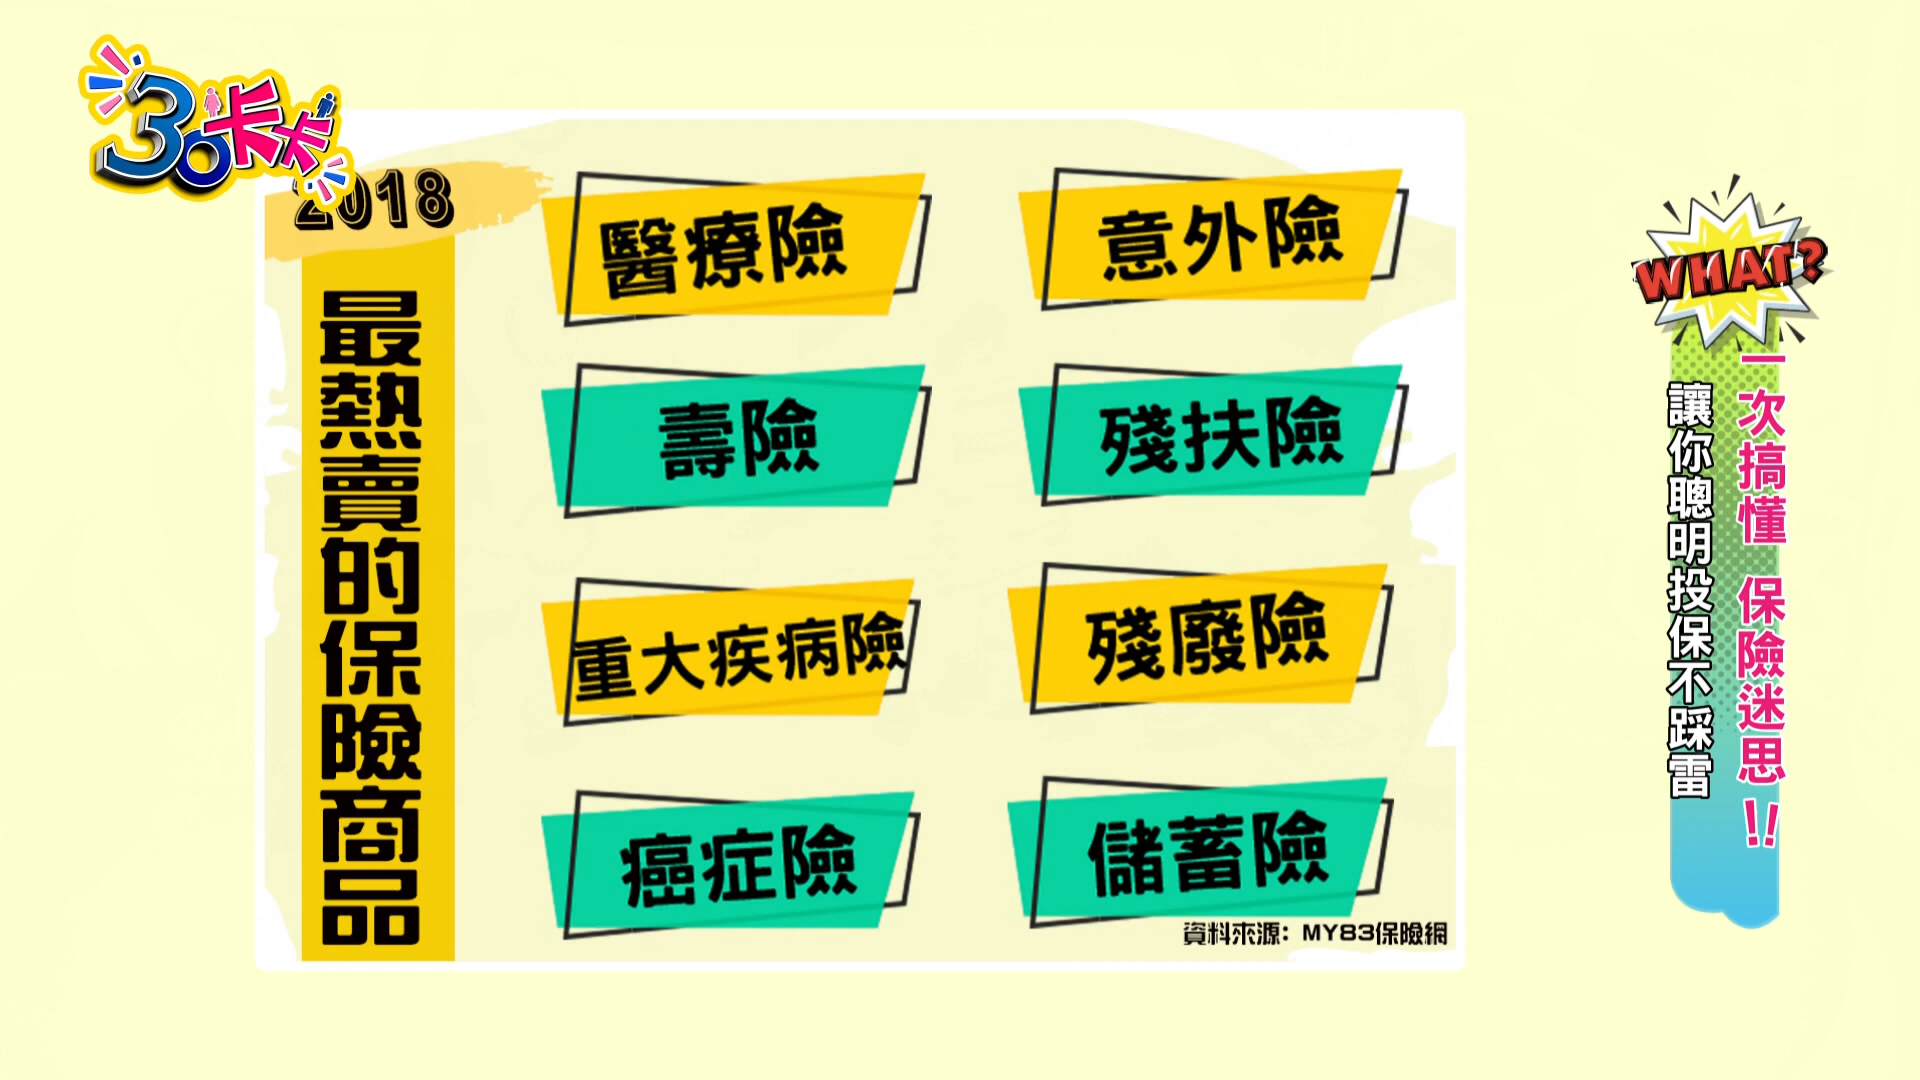 30卡卡
2018
最熱賣的保險商品
醫療險
意外險
壽險
殘扶險
重大疾病險
殘廢險
癌症險
儲蓄險
資料來源：MY83保險網
WHAT?
一次搞懂 保險迷思!!
讓你聰明投保不踩雷